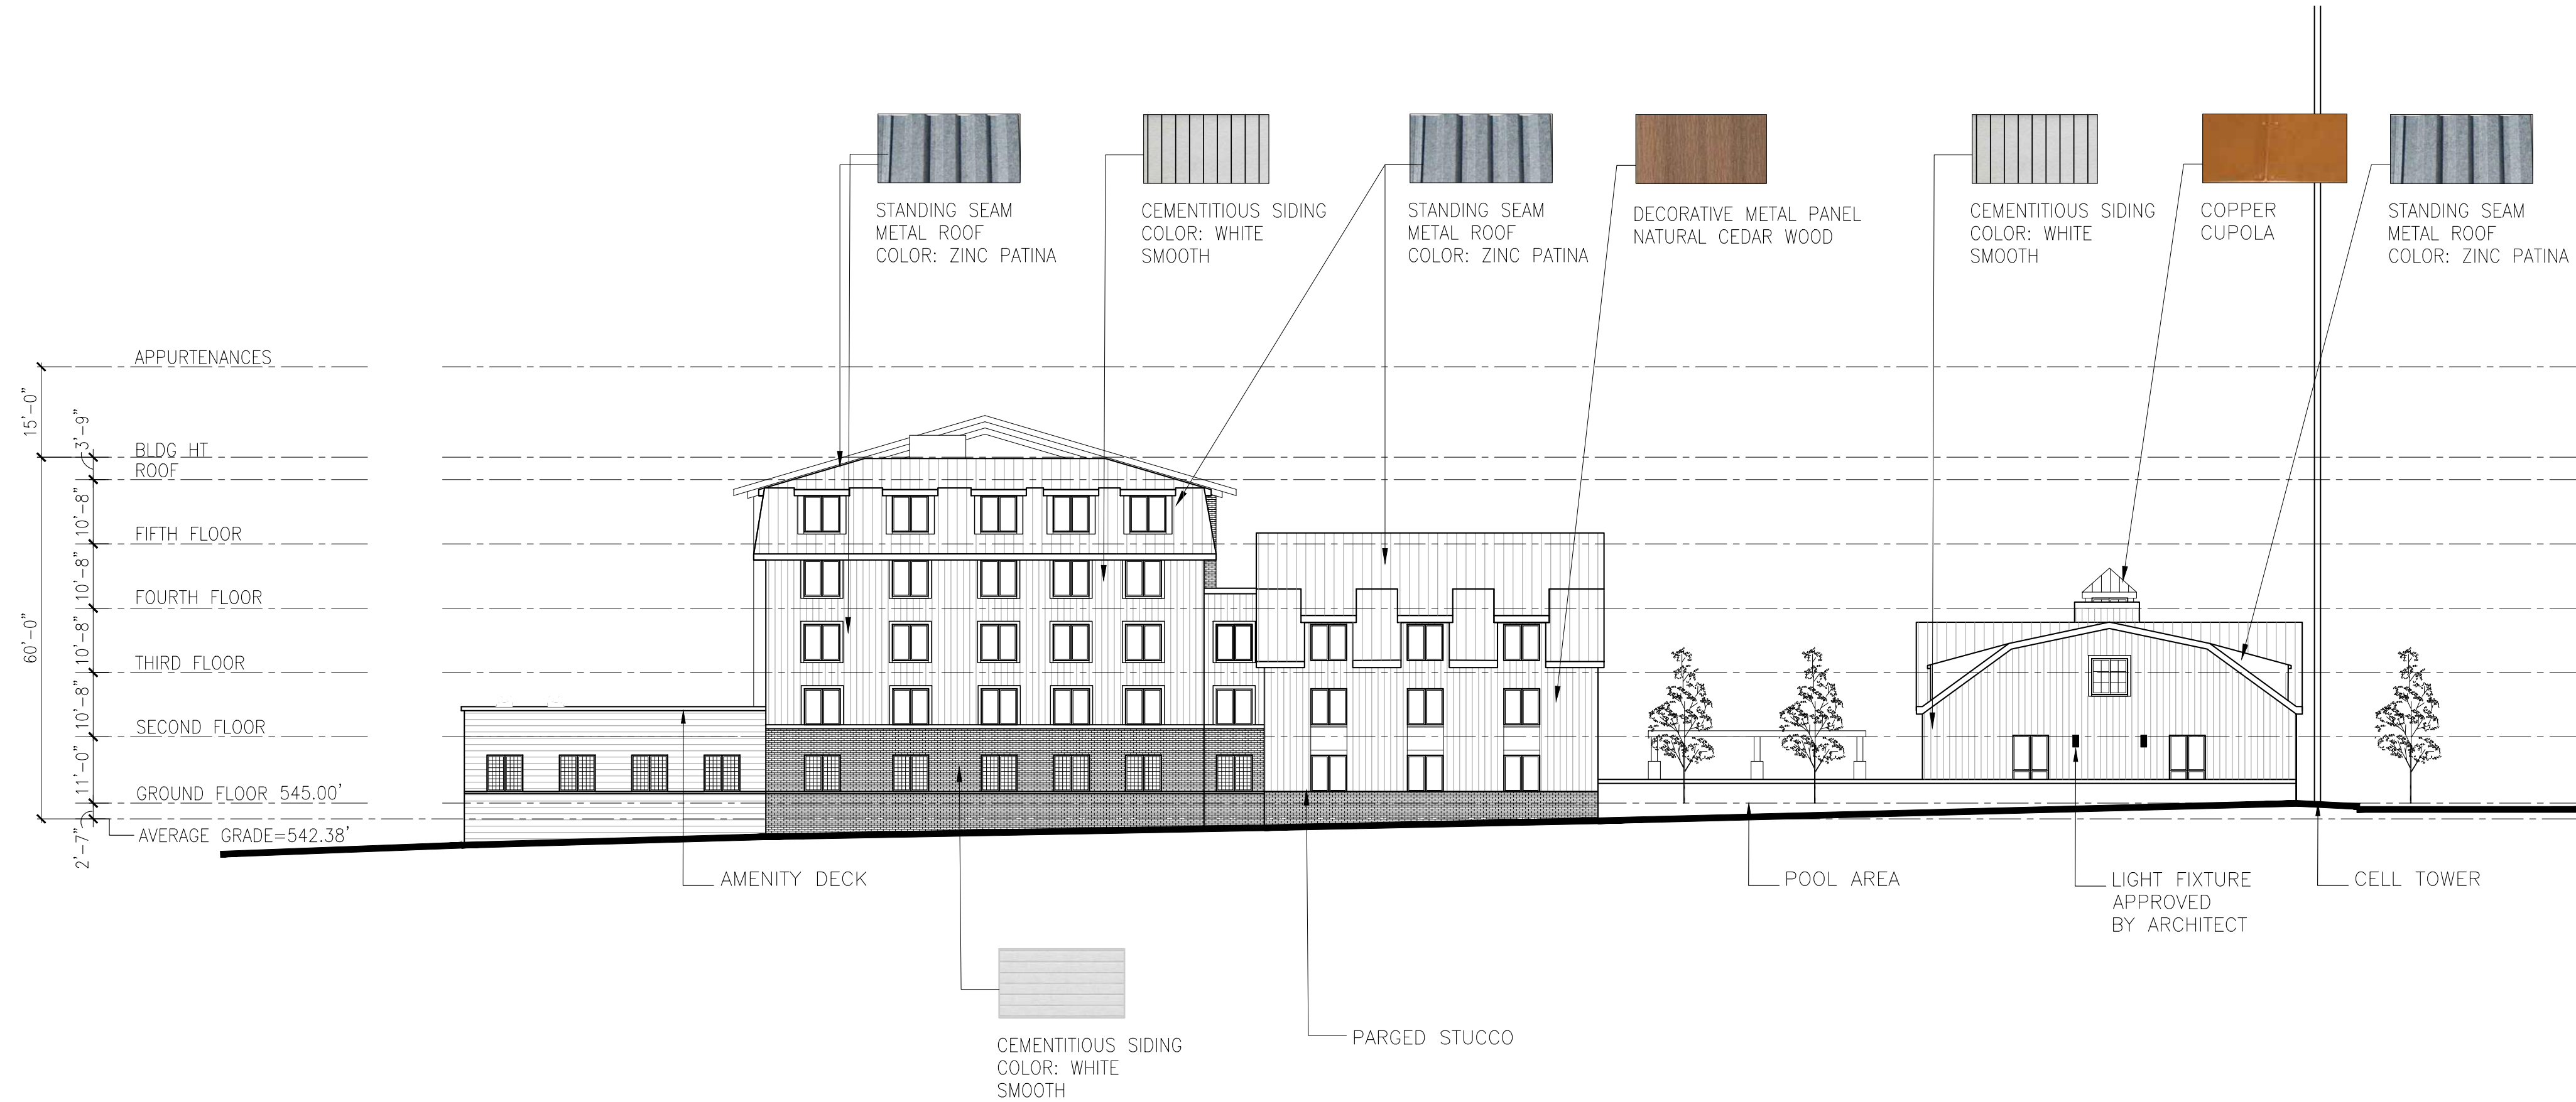 STANDING SEAM
METAL ROOF
COLOR: ZINC PATINA
CEMENTITIOUS SIDING
COLOR: WHITE
SMOOTH
STANDING SEAM
METAL ROOF
COLOR: ZINC PATINA
DECORATIVE METAL PANEL
NATURAL CEDAR WOOD
CEMENTITIOUS SIDING
COLOR: WHITE
SMOOTH
COPPER
CUPOLA
STANDING SEAM
METAL ROOF
COLOR: ZINC PATINA
APPURTENANCES
15'-0"
3'-9"
BLDG HT
ROOF
10'-8"
FIFTH FLOOR
10'-8"
FOURTH FLOOR
60'-0"
10'-8"
THIRD FLOOR
10'-8"
SECOND FLOOR
11'-0"
GROUND FLOOR 545.00'
2'-7"
AVERAGE GRADE=542.38'
AMENITY DECK
POOL AREA
LIGHT FIXTURE
APPROVED
BY ARCHITECT
CELL TOWER
PARGED STUCCO
CEMENTITIOUS SIDING
COLOR: WHITE
SMOOTH